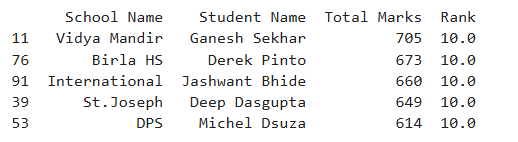 School Name Student Name Total Marks Rank
11 Vidya Mandir Ganesh Sekhar 705 10.0
76 Birla HS Derek Pinto 673 10.0
91 International Jashwant Bhide 660 10.0
39 St.Joseph Deep Dasgupta 649 10.0
53 DPS Michel Dsuza 614 10.0